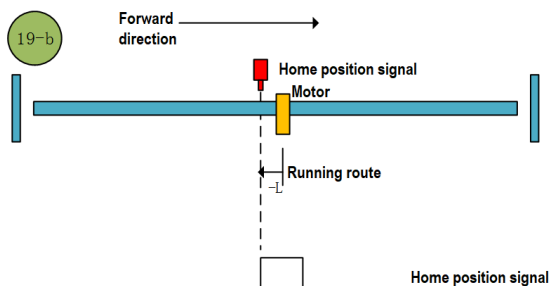 19-b
Forward
direction
Home position signal
Motor
Running route
-L
Home position signal